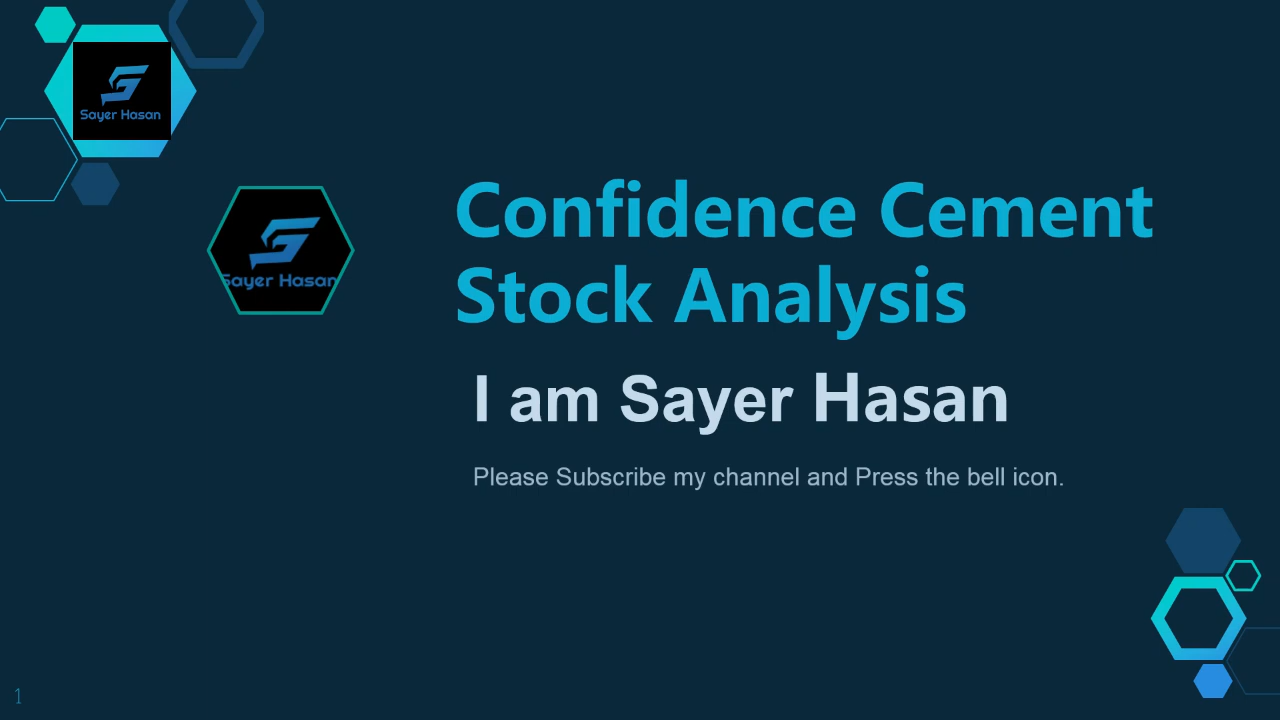 Sayer Hasan
Sayer Hasan
Confidence Cement
Stock Analysis
I am Sayer Hasan
Please Subscribe my channel and Press the bell icon.
1